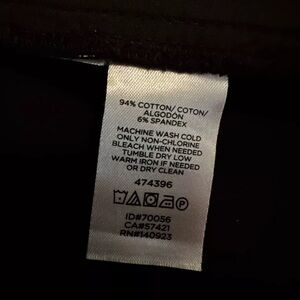 94% COTTON/ COTON/
ALGODON
6% SPANDEX
MACHINE WASH COLD
ONLY NON-CHLORINE
BLEACH WHEN NEEDED
TUMBLE DRY LOW
WARM IRON IF NEEDED
OR DRY CLEAN
474396
ID#70056
CA#57421
RN#140923